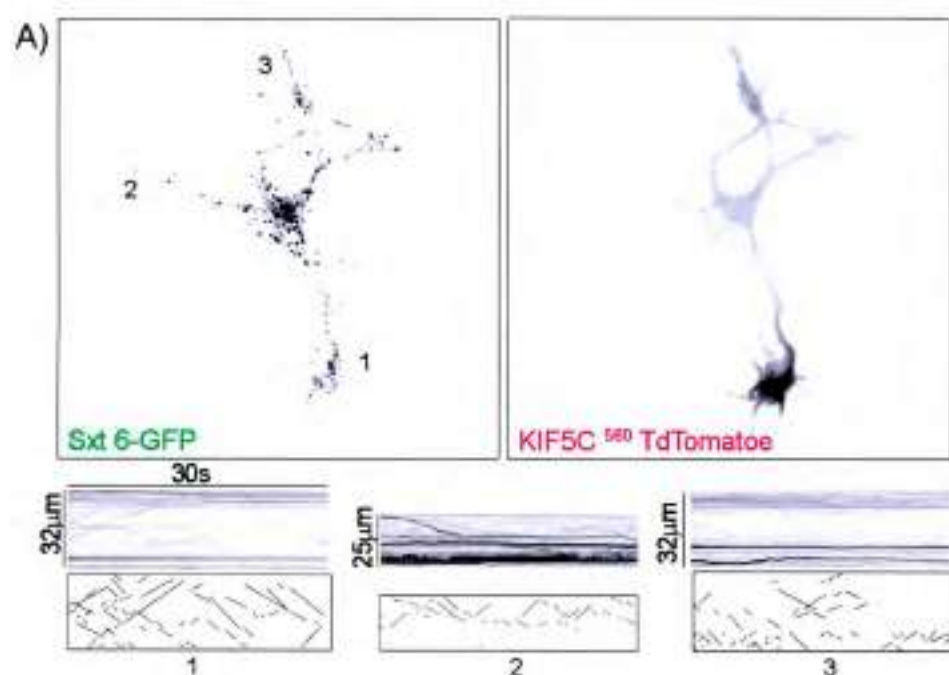 A)
3
2
1
Sxt 6-GFP
KIF5C 560 TdTomatoe
30s
32µm
25µm
32µm
1
2
3